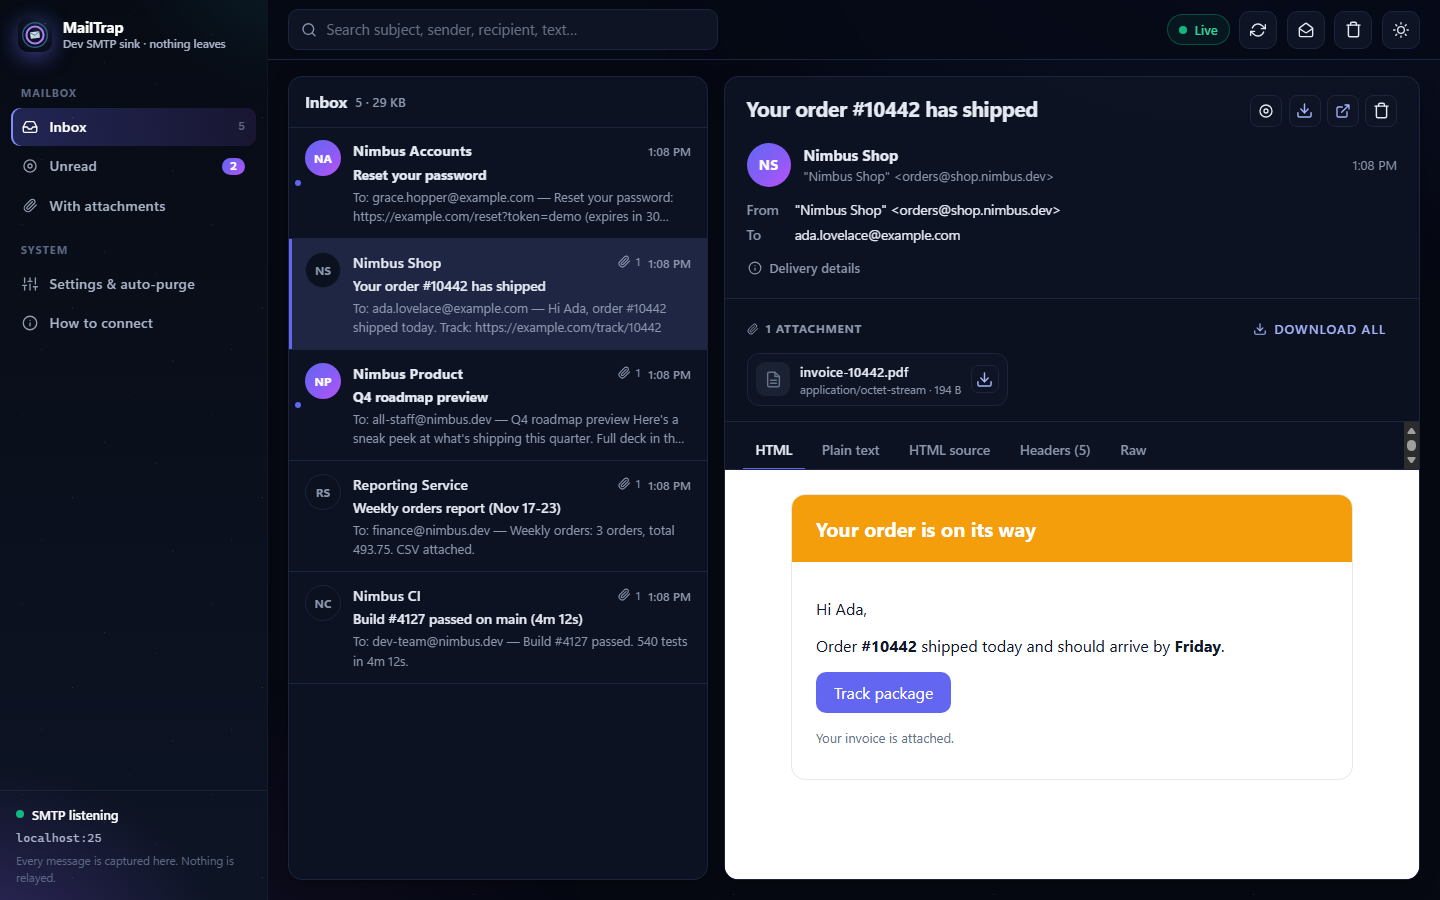 MailTrap
Dev SMTP sink · nothing leaves
MAILBOX
Inbox 5
Unread 2
With attachments
SYSTEM
Settings & auto-purge
How to connect
SMTP listening
localhost:25
Every message is captured here. Nothing is
relayed.
Search subject, sender, recipient, text...
Live
Inbox 5 · 29 KB
NA
Nimbus Accounts 1:08 PM
Reset your password
To: grace.hopper@example.com — Reset your password:
https://example.com/reset?token=demo (expires in 30...
NS
Nimbus Shop 1 1:08 PM
Your order #10442 has shipped
To: ada.lovelace@example.com — Hi Ada, order #10442
shipped today. Track: https://example.com/track/10442
NP
Nimbus Product 1 1:08 PM
Q4 roadmap preview
To: all-staff@nimbus.dev — Q4 roadmap preview Here's a
sneak peek at what's shipping this quarter. Full deck in th...
RS
Reporting Service 1 1:08 PM
Weekly orders report (Nov 17-23)
To: finance@nimbus.dev — Weekly orders: 3 orders, total
493.75. CSV attached.
NC
Nimbus CI 1 1:08 PM
Build #4127 passed on main (4m 12s)
To: dev-team@nimbus.dev — Build #4127 passed. 540 tests
in 4m 12s.
Your order #10442 has shipped
NS
Nimbus Shop
"Nimbus Shop" <orders@shop.nimbus.dev>
1:08 PM
From "Nimbus Shop" <orders@shop.nimbus.dev>
To ada.lovelace@example.com
Delivery details
1 ATTACHMENT
DOWNLOAD ALL
invoice-10442.pdf
application/octet-stream · 194 B
HTML Plain text HTML source Headers (5) Raw
Your order is on its way
Hi Ada,
Order #10442 shipped today and should arrive by Friday.
Track package
Your invoice is attached.